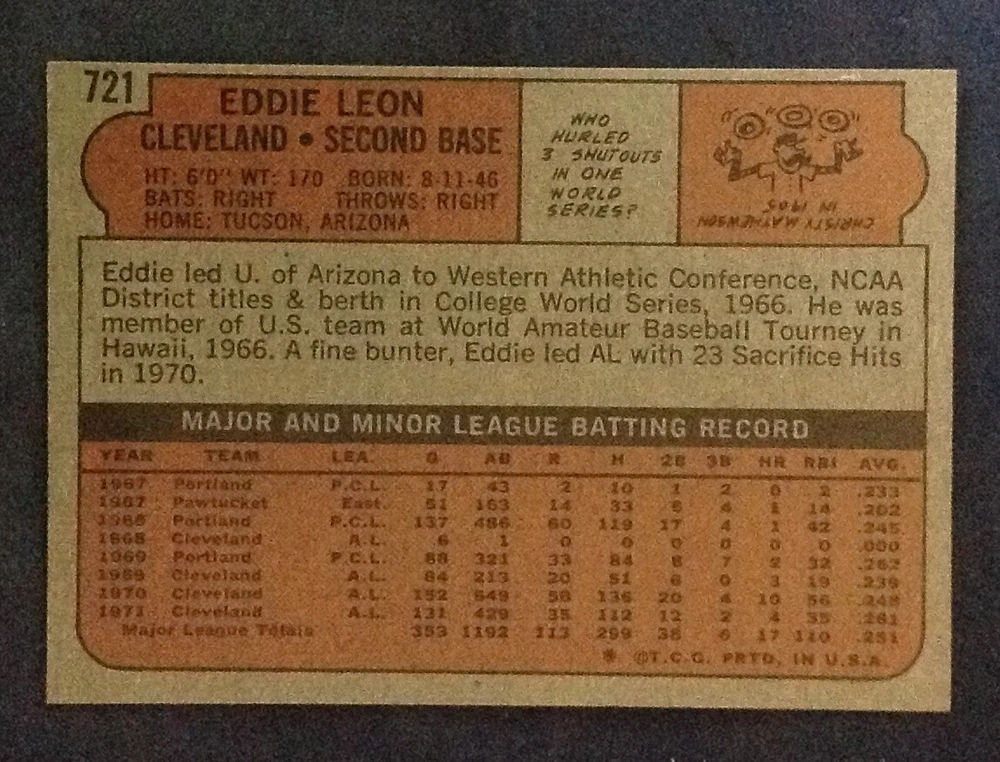 721
EDDIE LEON
CLEVELAND • SECOND BASE
HT: 6'0" WT: 170 BORN: 8-11-46
BATS: RIGHT THROWS: RIGHT
HOME: TUCSON, ARIZONA
WHO
HURLED
3 SHUTOUTS
IN ONE
WORLD
SERIES?
CHRISTY MATHEWSON
IN 1905
Eddie led U. of Arizona to Western Athletic Conference, NCAA
District titles & berth in College World Series, 1966. He was
member of U.S. team at World Amateur Baseball Tourney in
Hawaii, 1966. A fine bunter, Eddie led AL with 23 Sacrifice Hits
in 1970.
MAJOR AND MINOR LEAGUE BATTING RECORD
YEAR TEAM LEA. G AB R H 2B 3B HR RBI AVG.
1967 Portland P.C.L. 17 43 2 10 1 2 0 2 .233
1967 Pawtucket East. 51 163 14 33 6 4 1 14 .202
1968 Portland P.C.L. 137 486 60 119 17 4 1 42 .245
1968 Cleveland A.L. 6 1 0 0 0 0 0 0 .000
1969 Portland P.C.L. 88 321 33 84 8 7 2 32 .262
1969 Cleveland A.L. 64 213 20 51 6 0 3 19 .239
1970 Cleveland A.L. 152 549 58 136 20 4 10 56 .248
1971 Cleveland A.L. 131 429 35 112 12 2 4 35 .261
Major League Totals 353 1192 113 299 38 6 17 110 .251
* ©T.C.G. PRTD. IN U.S.A.